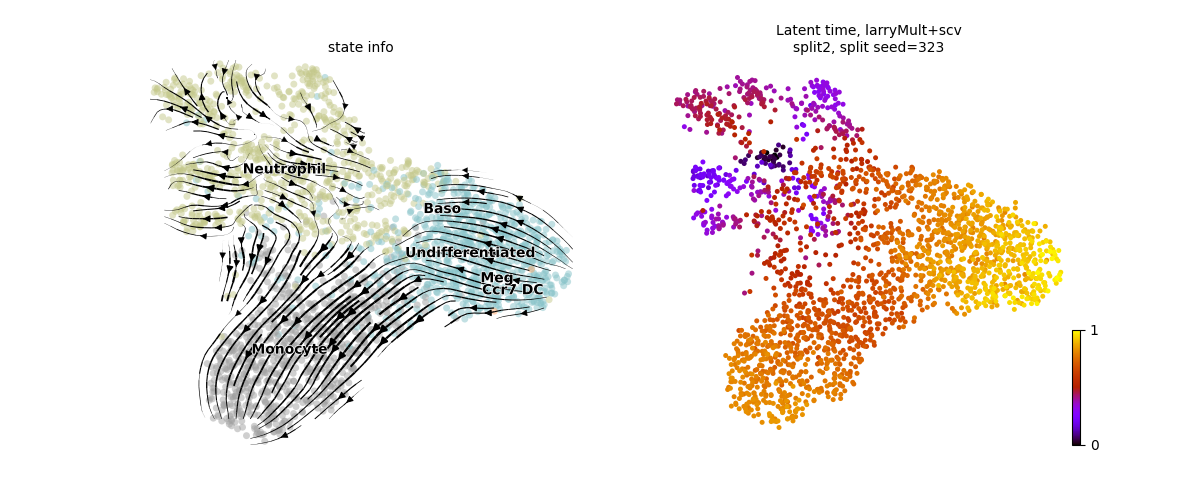 state info
Neutrophil
Baso
Undifferentiated
Meg
Ccr7 DC
Monocyte
Latent time, larryMult+scv
split2, split seed=323
1
0